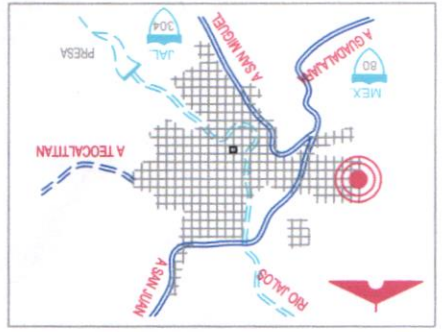 RIO JALOS
A SAN JUAN
A TEOCALTITAN
MEX.
80
A GUADALAJARA
A SAN MIGUEL
JAL
304
PRESA